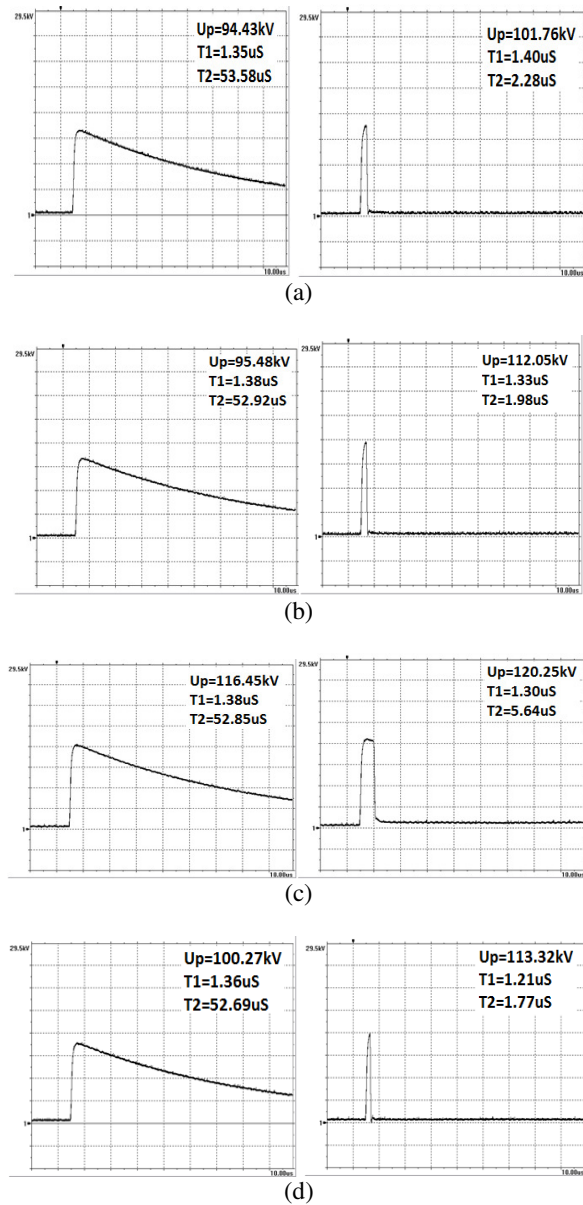 29.5kV
Up=94.43kV
T1=1.35uS
T2=53.58uS
1
10.00us
Up=101.76kV
T1=1.40uS
T2=2.28uS
1
10.00us
(a)
29.5kV
Up=95.48kV
T1=1.38uS
T2=52.92uS
1
10.00us
29.5kV
Up=112.05kV
T1=1.33uS
T2=1.98uS
1
10.00us
(b)
29.5kV
Up=116.45kV
T1=1.38uS
T2=52.85uS
1
10.00us
29.5kV
Up=120.25kV
T1=1.30uS
T2=5.64uS
1
10.00us
(c)
29.5kV
Up=100.27kV
T1=1.36uS
T2=52.69uS
1
10.00us
29.5kV
Up=113.32kV
T1=1.21uS
T2=1.77uS
1
10.00us
(d)